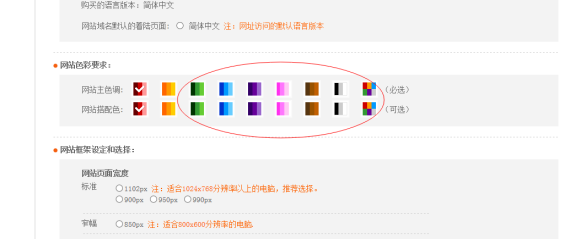 购买的语言版本：简体中文
网站域名默认的着陆页面： 简体中文 注：网址访问的默认语言版本
网站色彩要求：
网站主色调： （必选）
网站搭配色： （可选）
网站框架设定和选择：
网站页面宽度
标准 1102px 注：适合1024x768分辨率以上的电脑，推荐选择。
900px 950px 990px
窄幅 800px 注：适合800x600分辨率的电脑